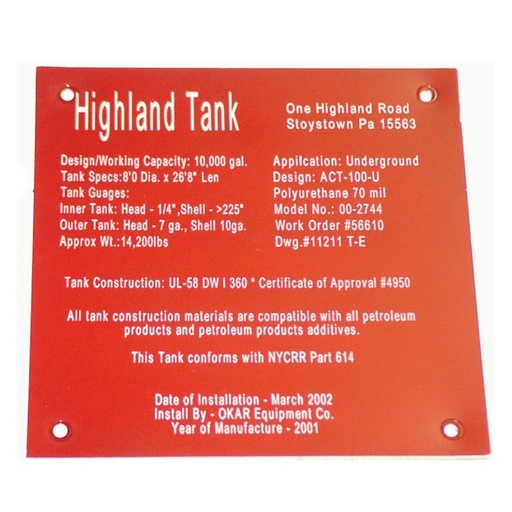 Highland Tank
One Highland Road
Stoystown Pa 15563
Design/Working Capacity: 10,000 gal.
Tank Specs:8'0 Dia. x 26'8" Len
Tank Guages:
Inner Tank: Head - 1/4",Shell - >225"
Outer Tank: Head - 7 ga., Shell 10ga.
Approx Wt.:14,200lbs
Application: Underground
Design: ACT-100-U
Polyurethane 70 mil
Model No.: 00-2744
Work Order #56610
Dwg.#11211 T-E
Tank Construction: UL-58 DW I 360 * Certificate of Approval #4950
All tank construction materials are compatible with all petroleum
products and petroleum products additives.
This Tank conforms with NYCRR Part 614
Date of Installation - March 2002
Install By - OKAR Equipment Co.
Year of Manufacture - 2001